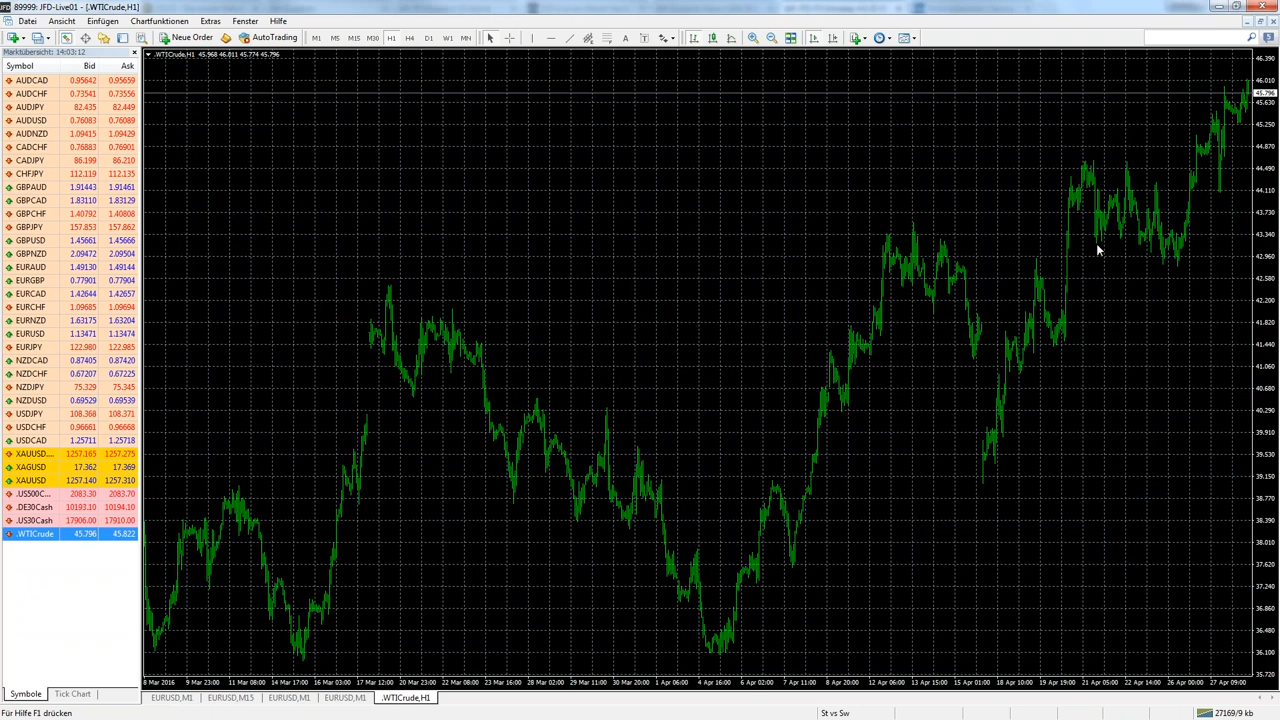 89999: JFD-Live01 - [.WTICrude,H1]
Datei Ansicht Einfügen Chartfunktionen Extras Fenster Hilfe
New Order AutoTrading M1 M5 M15 M30 H1 H4 D1 W1 MN
Marktübersicht: 14:03:12
Symbol Bid Ask
AUDCAD 0.95642 0.95659
AUDCHF 0.73541 0.73556
AUDJPY 82.435 82.449
AUDUSD 0.76083 0.76089
AUDNZD 1.09415 1.09429
CADCHF 0.76883 0.76901
CADJPY 86.199 86.210
CHFJPY 112.119 112.135
GBPAUD 1.91443 1.91461
GBPCAD 1.83110 1.83129
GBPCHF 1.40792 1.40808
GBPJPY 157.853 157.862
GBPUSD 1.45661 1.45666
GBPNZD 2.09472 2.09504
EURAUD 1.49130 1.49144
EURGBP 0.77901 0.77904
EURCAD 1.42644 1.42657
EURCHF 1.09685 1.09694
EURNZD 1.63175 1.63204
EURUSD 1.13471 1.13474
EURJPY 122.980 122.985
NZDCAD 0.87405 0.87420
NZDCHF 0.67207 0.67225
NZDJPY 75.329 75.345
NZDUSD 0.69529 0.69539
USDJPY 108.368 108.371
USDCHF 0.96661 0.96668
USDCAD 1.25711 1.25718
XAUUSD.... 1257.165 1257.275
XAGUSD 17.362 17.369
XAUUSD 1257.140 1257.310
.US500C... 2083.30 2083.70
.DE30Cash 10193.10 10194.10
.US30Cash 17906.00 17910.00
.WTICrude 45.796 45.822
Symbole Tick Chart
.WTICrude,H1 45.968 46.011 45.774 45.796
46.390
46.010
45.796
45.630
45.250
44.870
44.490
44.110
43.730
43.340
42.960
42.580
42.200
41.820
41.440
41.060
40.680
40.290
39.910
39.530
39.150
38.770
38.390
38.010
37.620
37.240
36.860
36.480
36.100
35.720
8 Mar 2016 9 Mar 23:00 11 Mar 08:00 14 Mar 17:00 16 Mar 03:00 17 Mar 12:00 20 Mar 23:00 22 Mar 08:00 23 Mar 16:00 28 Mar 02:00 29 Mar 11:00 30 Mar 20:00 1 Apr 06:00 4 Apr 16:00 6 Apr 02:00 7 Apr 11:00 8 Apr 20:00 12 Apr 06:00 13 Apr 15:00 15 Apr 01:00 18 Apr 10:00 19 Apr 19:00 21 Apr 05:00 22 Apr 14:00 26 Apr 00:00 27 Apr 09:00
EURUSD,M1 EURUSD,M15 EURUSD,M1 EURUSD,M1 .WTICrude,H1
Für Hilfe F1 drücken St vs Sw 27169/9 kb